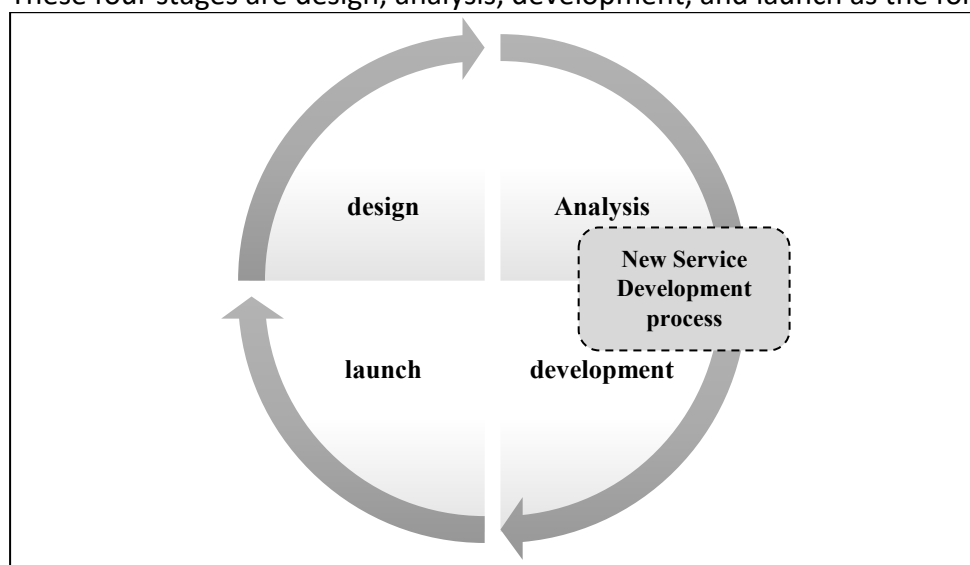 These four stages are design, analysis, development, and launch as the
design
Analysis
New Service
Development
process
launch
development